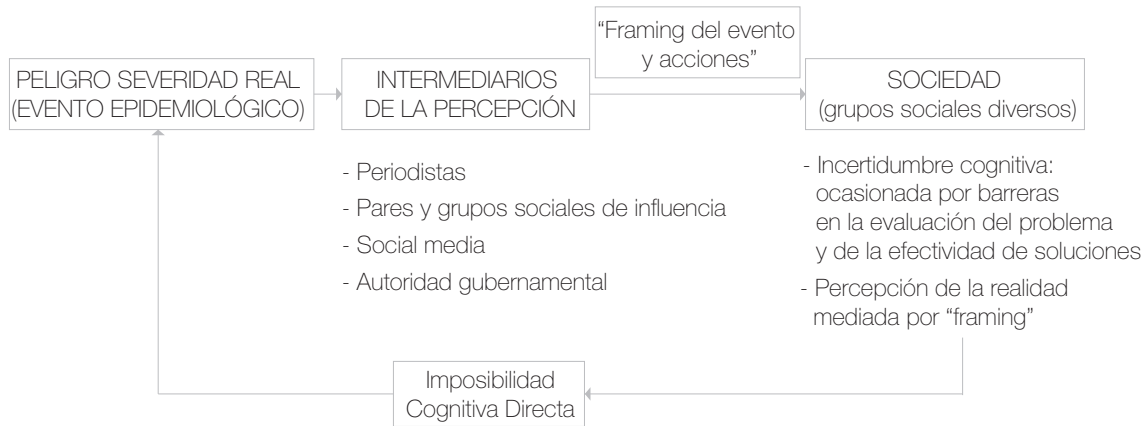 “Framing del evento
y acciones”
PELIGRO SEVERIDAD REAL
(EVENTO EPIDEMIOLÓGICO)
INTERMEDIARIOS
DE LA PERCEPCIÓN
SOCIEDAD
(grupos sociales diversos)
- Periodistas
- Pares y grupos sociales de influencia
- Social media
- Autoridad gubernamental
- Incertidumbre cognitiva:
ocasionada por barreras
en la evaluación del problema
y de la efectividad de soluciones
- Percepción de la realidad
mediada por “framing”
Imposibilidad
Cognitiva Directa